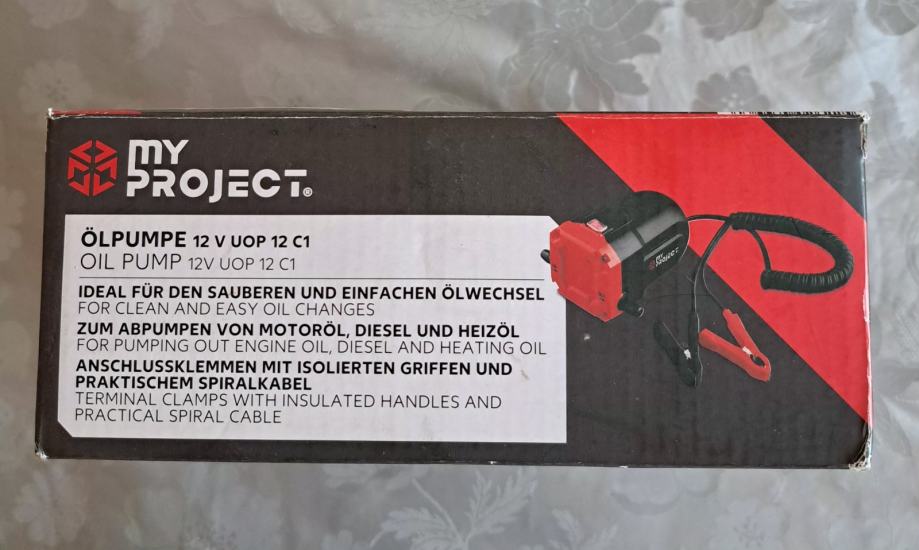 MY
PROJECT®
ÖLPUMPE 12 V UOP 12 C1
OIL PUMP 12V UOP 12 C1
IDEAL FÜR DEN SAUBEREN UND EINFACHEN ÖLWECHSEL
FOR CLEAN AND EASY OIL CHANGES
ZUM ABPUMPEN VON MOTORÖL, DIESEL UND HEIZÖL
FOR PUMPING OUT ENGINE OIL, DIESEL AND HEATING OIL
ANSCHLUSSKLEMMEN MIT ISOLIERTEN GRIFFEN UND
PRAKTISCHEM SPIRALKABEL
TERMINAL CLAMPS WITH INSULATED HANDLES AND
PRACTICAL SPIRAL CABLE
MY
PROJECT